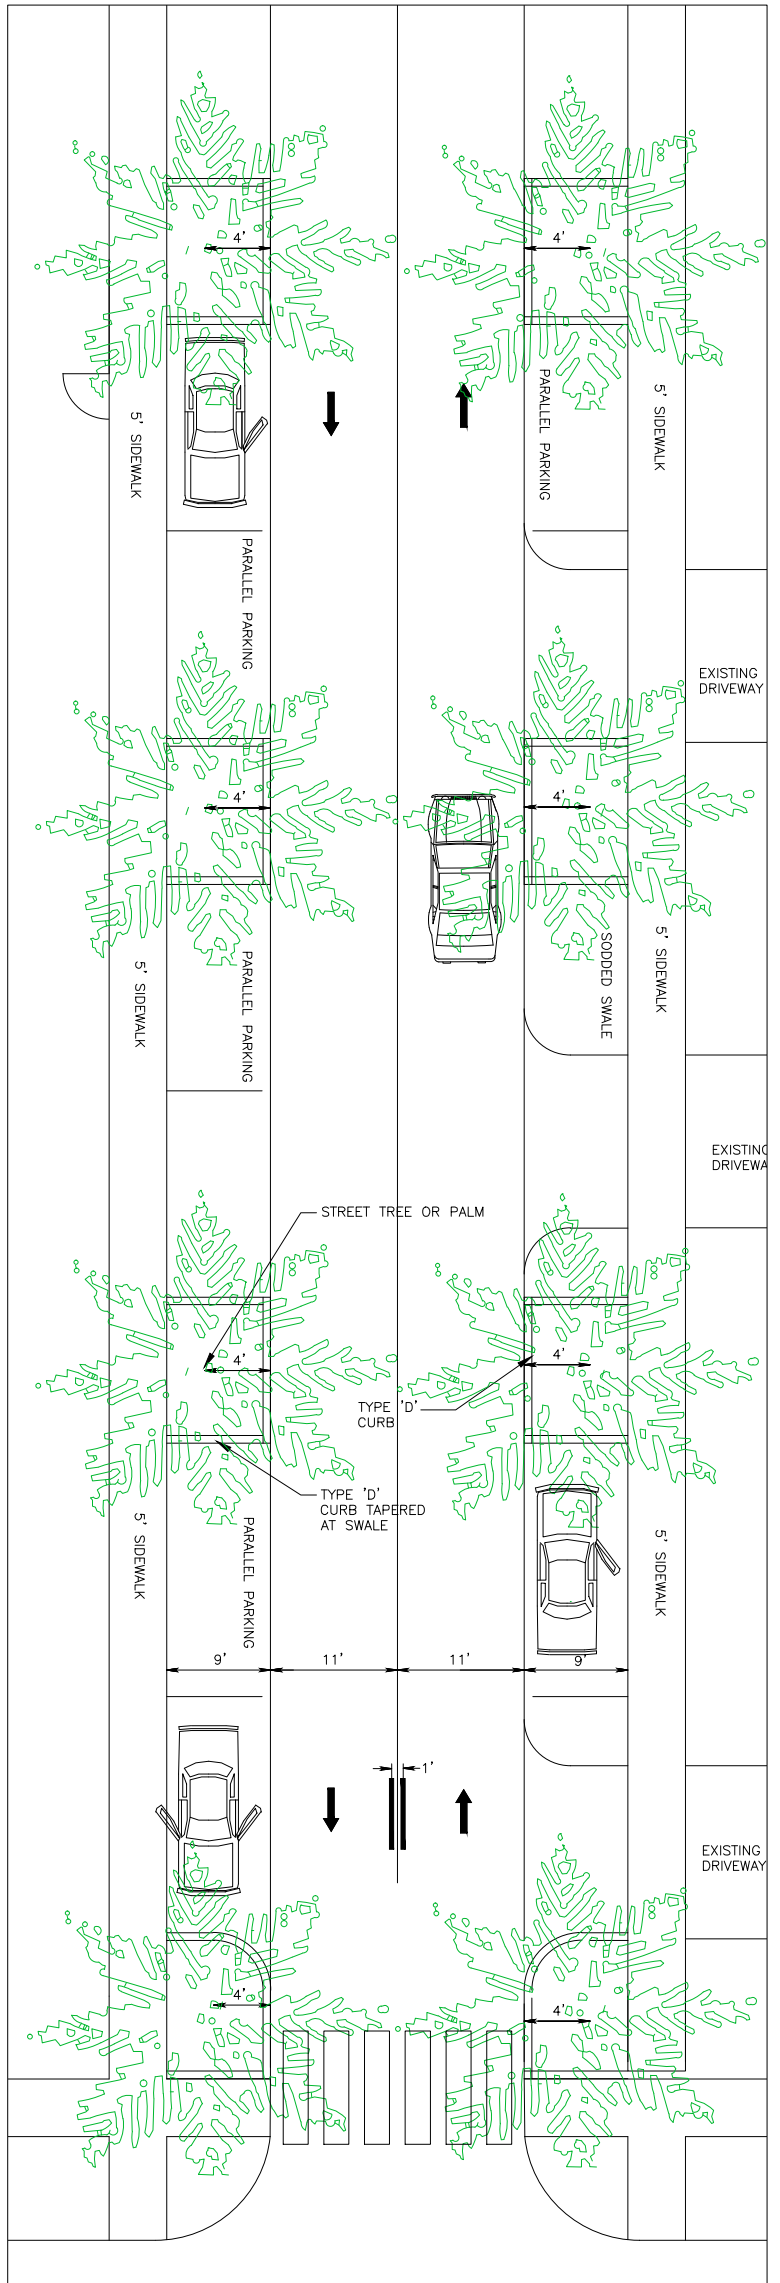 4'
4'
PARALLEL PARKING
5' SIDEWALK
5' SIDEWALK
PARALLEL PARKING
EXISTING
DRIVEWAY
4'
4'
5' SIDEWALK
SODDED SWALE
PARALLEL PARKING
5' SIDEWALK
EXISTING
DRIVEWA
STREET TREE OR PALM
4'
4'
TYPE 'D'
CURB
TYPE 'D'
CURB TAPERED
AT SWALE
5' SIDEWALK
PARALLEL PARKING
5' SIDEWALK
9'
11'
11'
9'
1'
EXISTING
DRIVEWAY
4'
4'